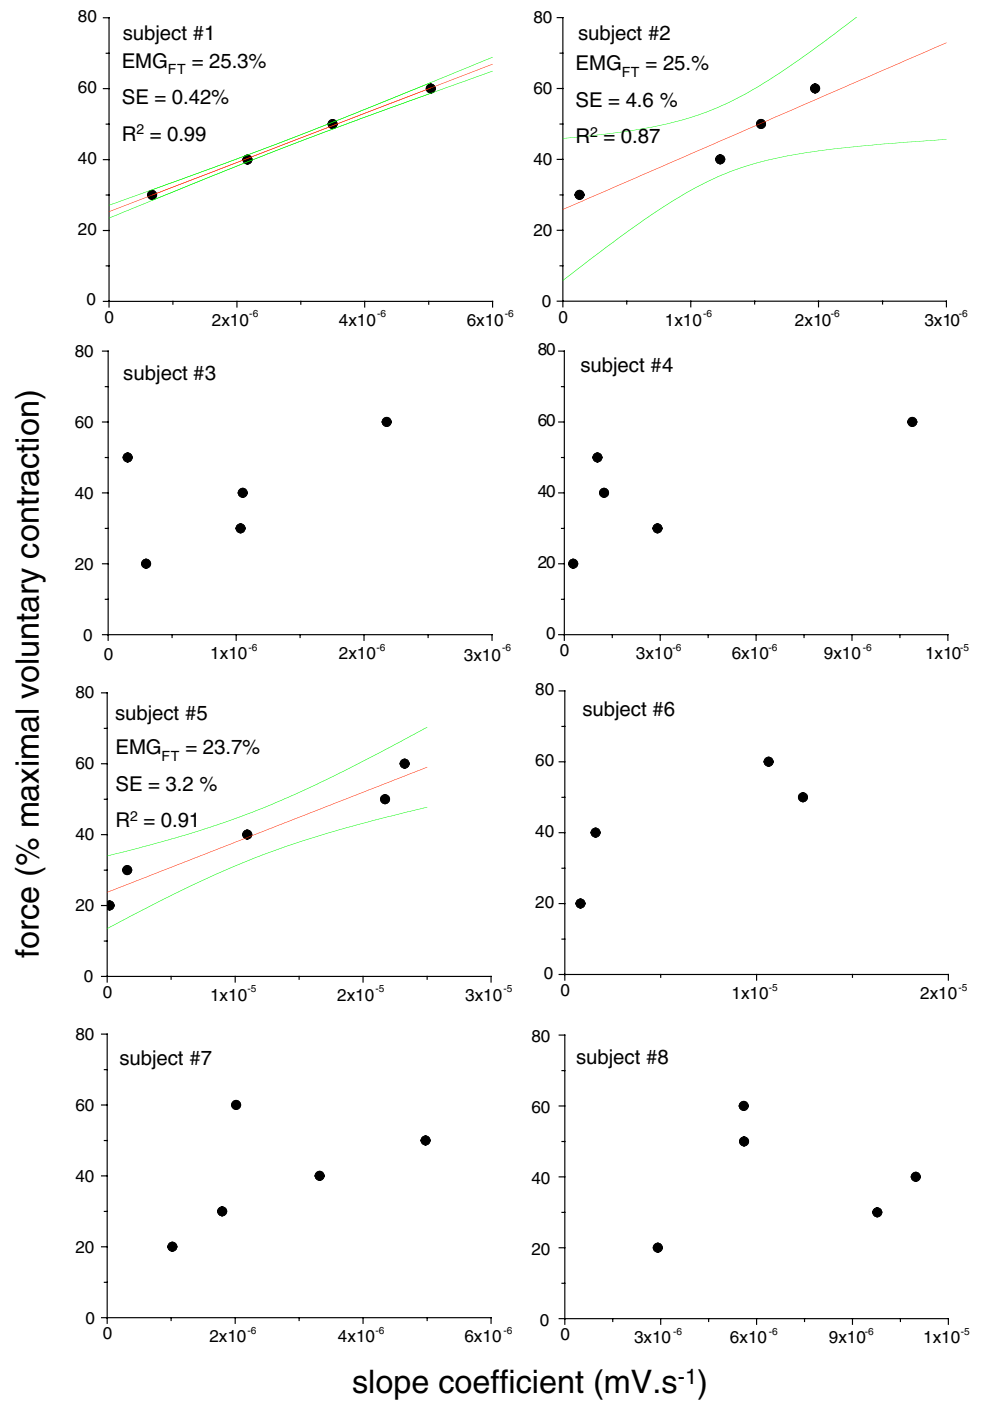 force (% maximal voluntary contraction)
80
60
40
20
0
subject #1
EMG_FT = 25.3%
SE = 0.42%
R² = 0.99
0 2x10⁻⁶ 4x10⁻⁶ 6x10⁻⁶
80
60
40
20
0
subject #2
EMG_FT = 25.%
SE = 4.6 %
R² = 0.87
0 1x10⁻⁶ 2x10⁻⁶ 3x10⁻⁶
80
60
40
20
0
subject #3
0 1x10⁻⁶ 2x10⁻⁶ 3x10⁻⁶
80
60
40
20
0
subject #4
0 3x10⁻⁶ 6x10⁻⁶ 9x10⁻⁶ 1x10⁻⁵
80
60
40
20
0
subject #5
EMG_FT = 23.7%
SE = 3.2 %
R² = 0.91
0 1x10⁻⁵ 2x10⁻⁵ 3x10⁻⁵
80
60
40
20
0
subject #6
0 1x10⁻⁵ 2x10⁻⁵
80
60
40
20
0
subject #7
0 2x10⁻⁶ 4x10⁻⁶ 6x10⁻⁶
80
60
40
20
0
subject #8
0 3x10⁻⁶ 6x10⁻⁶ 9x10⁻⁶ 1x10⁻⁵
slope coefficient (mV.s⁻¹)